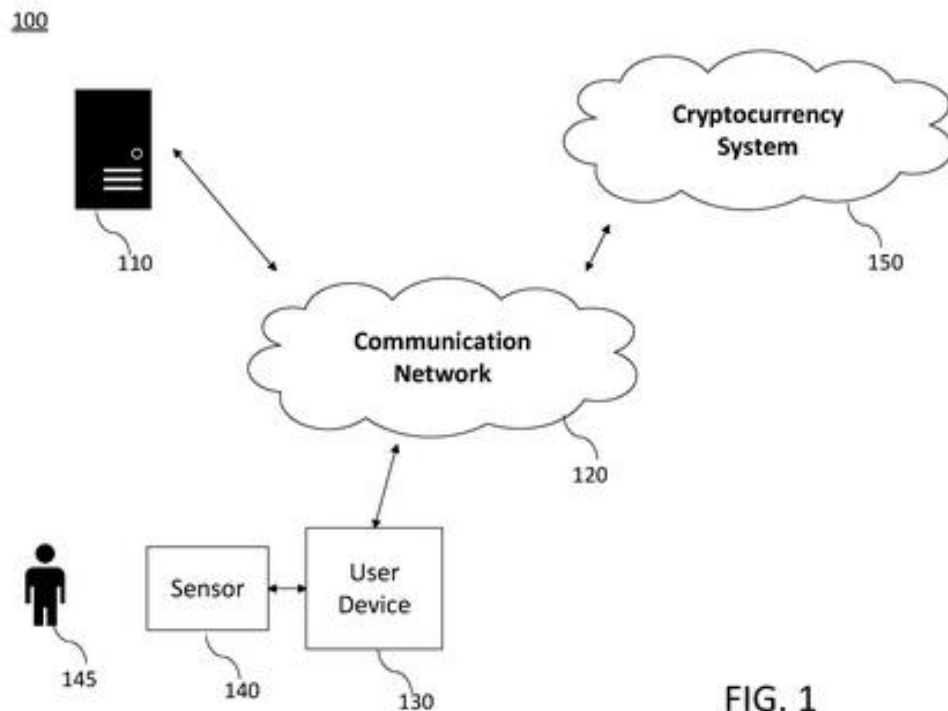 100
Cryptocurrency
System
110
150
Communication
Network
120
Sensor
User
Device
145
140
130
FIG. 1